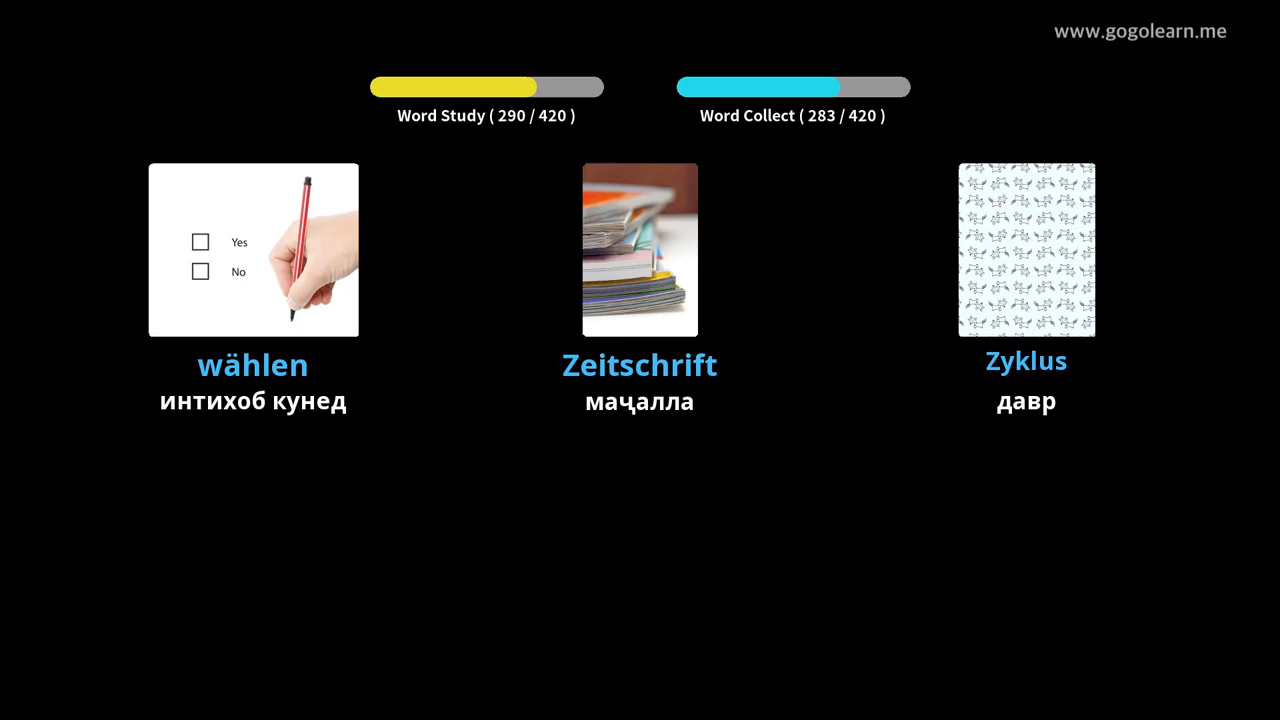 www.gogolearn.me
Word Study ( 290 / 420 )
Word Collect ( 283 / 420 )
Yes
No
wählen
Zeitschrift
Zyklus
интихоб кунед
маҷалла
давр